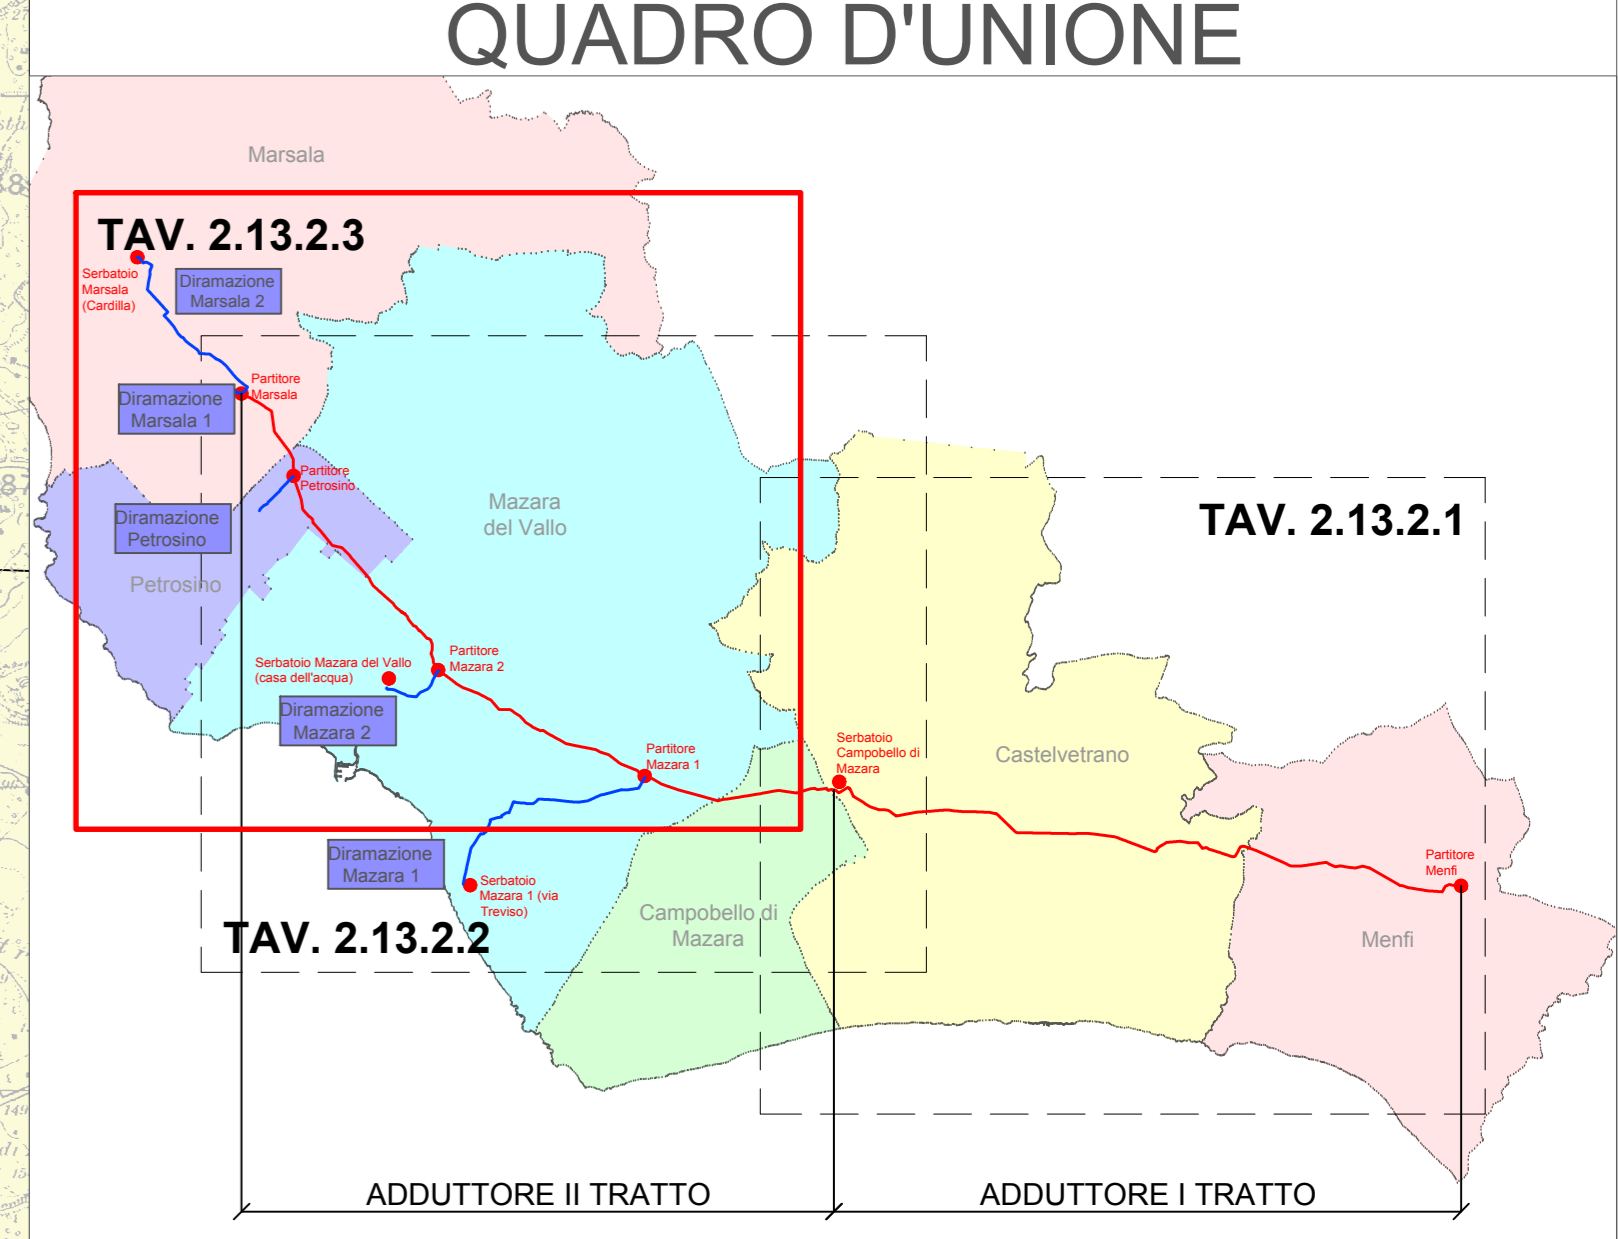 QUADRO D'UNIONE
Marsala
TAV. 2.13.2.3
Serbatoio
Marsala
(Cardilla)
Diramazione
Marsala 2
Partitore
Marsala
Diramazione
Marsala 1
Partitore
Petrosino
Diramazione
Petrosino
Petrosino
Mazara
del Vallo
TAV. 2.13.2.1
Serbatoio Mazara del Vallo
(casa dell'acqua)
Partitore
Mazara 2
Diramazione
Mazara 2
Partitore
Mazara 1
Serbatoio
Campobello di
Mazara
Castelvetrano
Diramazione
Mazara 1
Serbatoio
Mazara 1 (via
Treviso)
Partitore
Menfi
TAV. 2.13.2.2
Campobello di
Mazara
Menfi
ADDUTTORE II TRATTO
ADDUTTORE I TRATTO
149